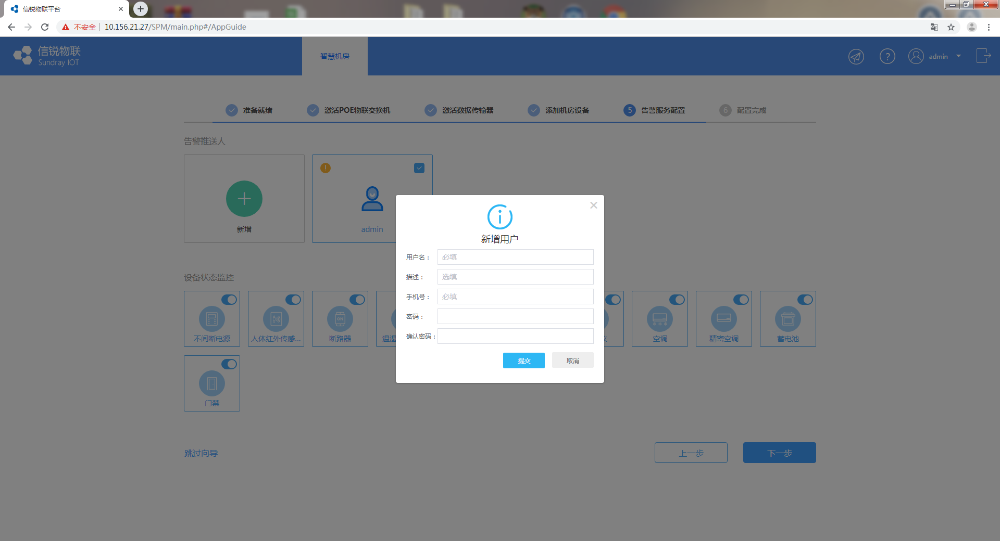 信锐物联平台
不安全
10.156.21.27/SPM/main.php#/AppGuide
信锐物联
Sundray IOT
智慧机房
?
admin
准备就绪
激活POE物联交换机
激活数据传输器
添加机房设备
5 告警服务配置
6 配置完成
告警推送人
新增
admin
新增用户
用户名：
必填
描述：
选填
手机号：
必填
密码：
确认密码：
提交
取消
设备状态监控
不间断电源
人体红外传感...
ON
断路器
温湿
空调
精密空调
蓄电池
门禁
跳过向导
上一步
下一步